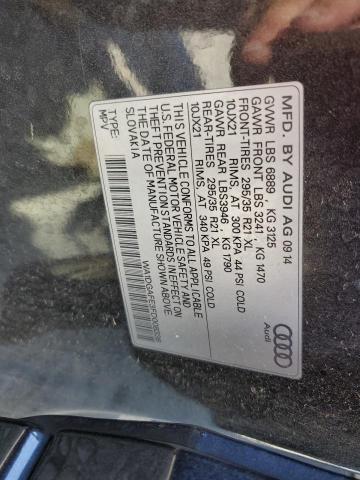 MFD. BY AUDI AG 09 14
GVWR LBS 6889 , KG 3125
GAWR FRONT LBS 3241 , KG 1470
FRONT-TIRES 295/35 R21 XL
10JX21 RIMS, AT 300 KPA 44 PSI COLD
GAWR REAR LBS3946 , KG 1790
REAR-TIRES 295/35 R21 XL
10JX21 RIMS, AT 340 KPA 49 PSI COLD
THIS VEHICLE CONFORMS TO ALL APPLICABLE
U.S. FEDERAL MOTOR VEHICLE SAFETY AND
THEFT PREVENTION STANDARDS IN EFFECT ON
THE DATE OF MANUFACTURE SHOWN ABOVE
SLOVAKIA
TYPE:
MPV
Audi